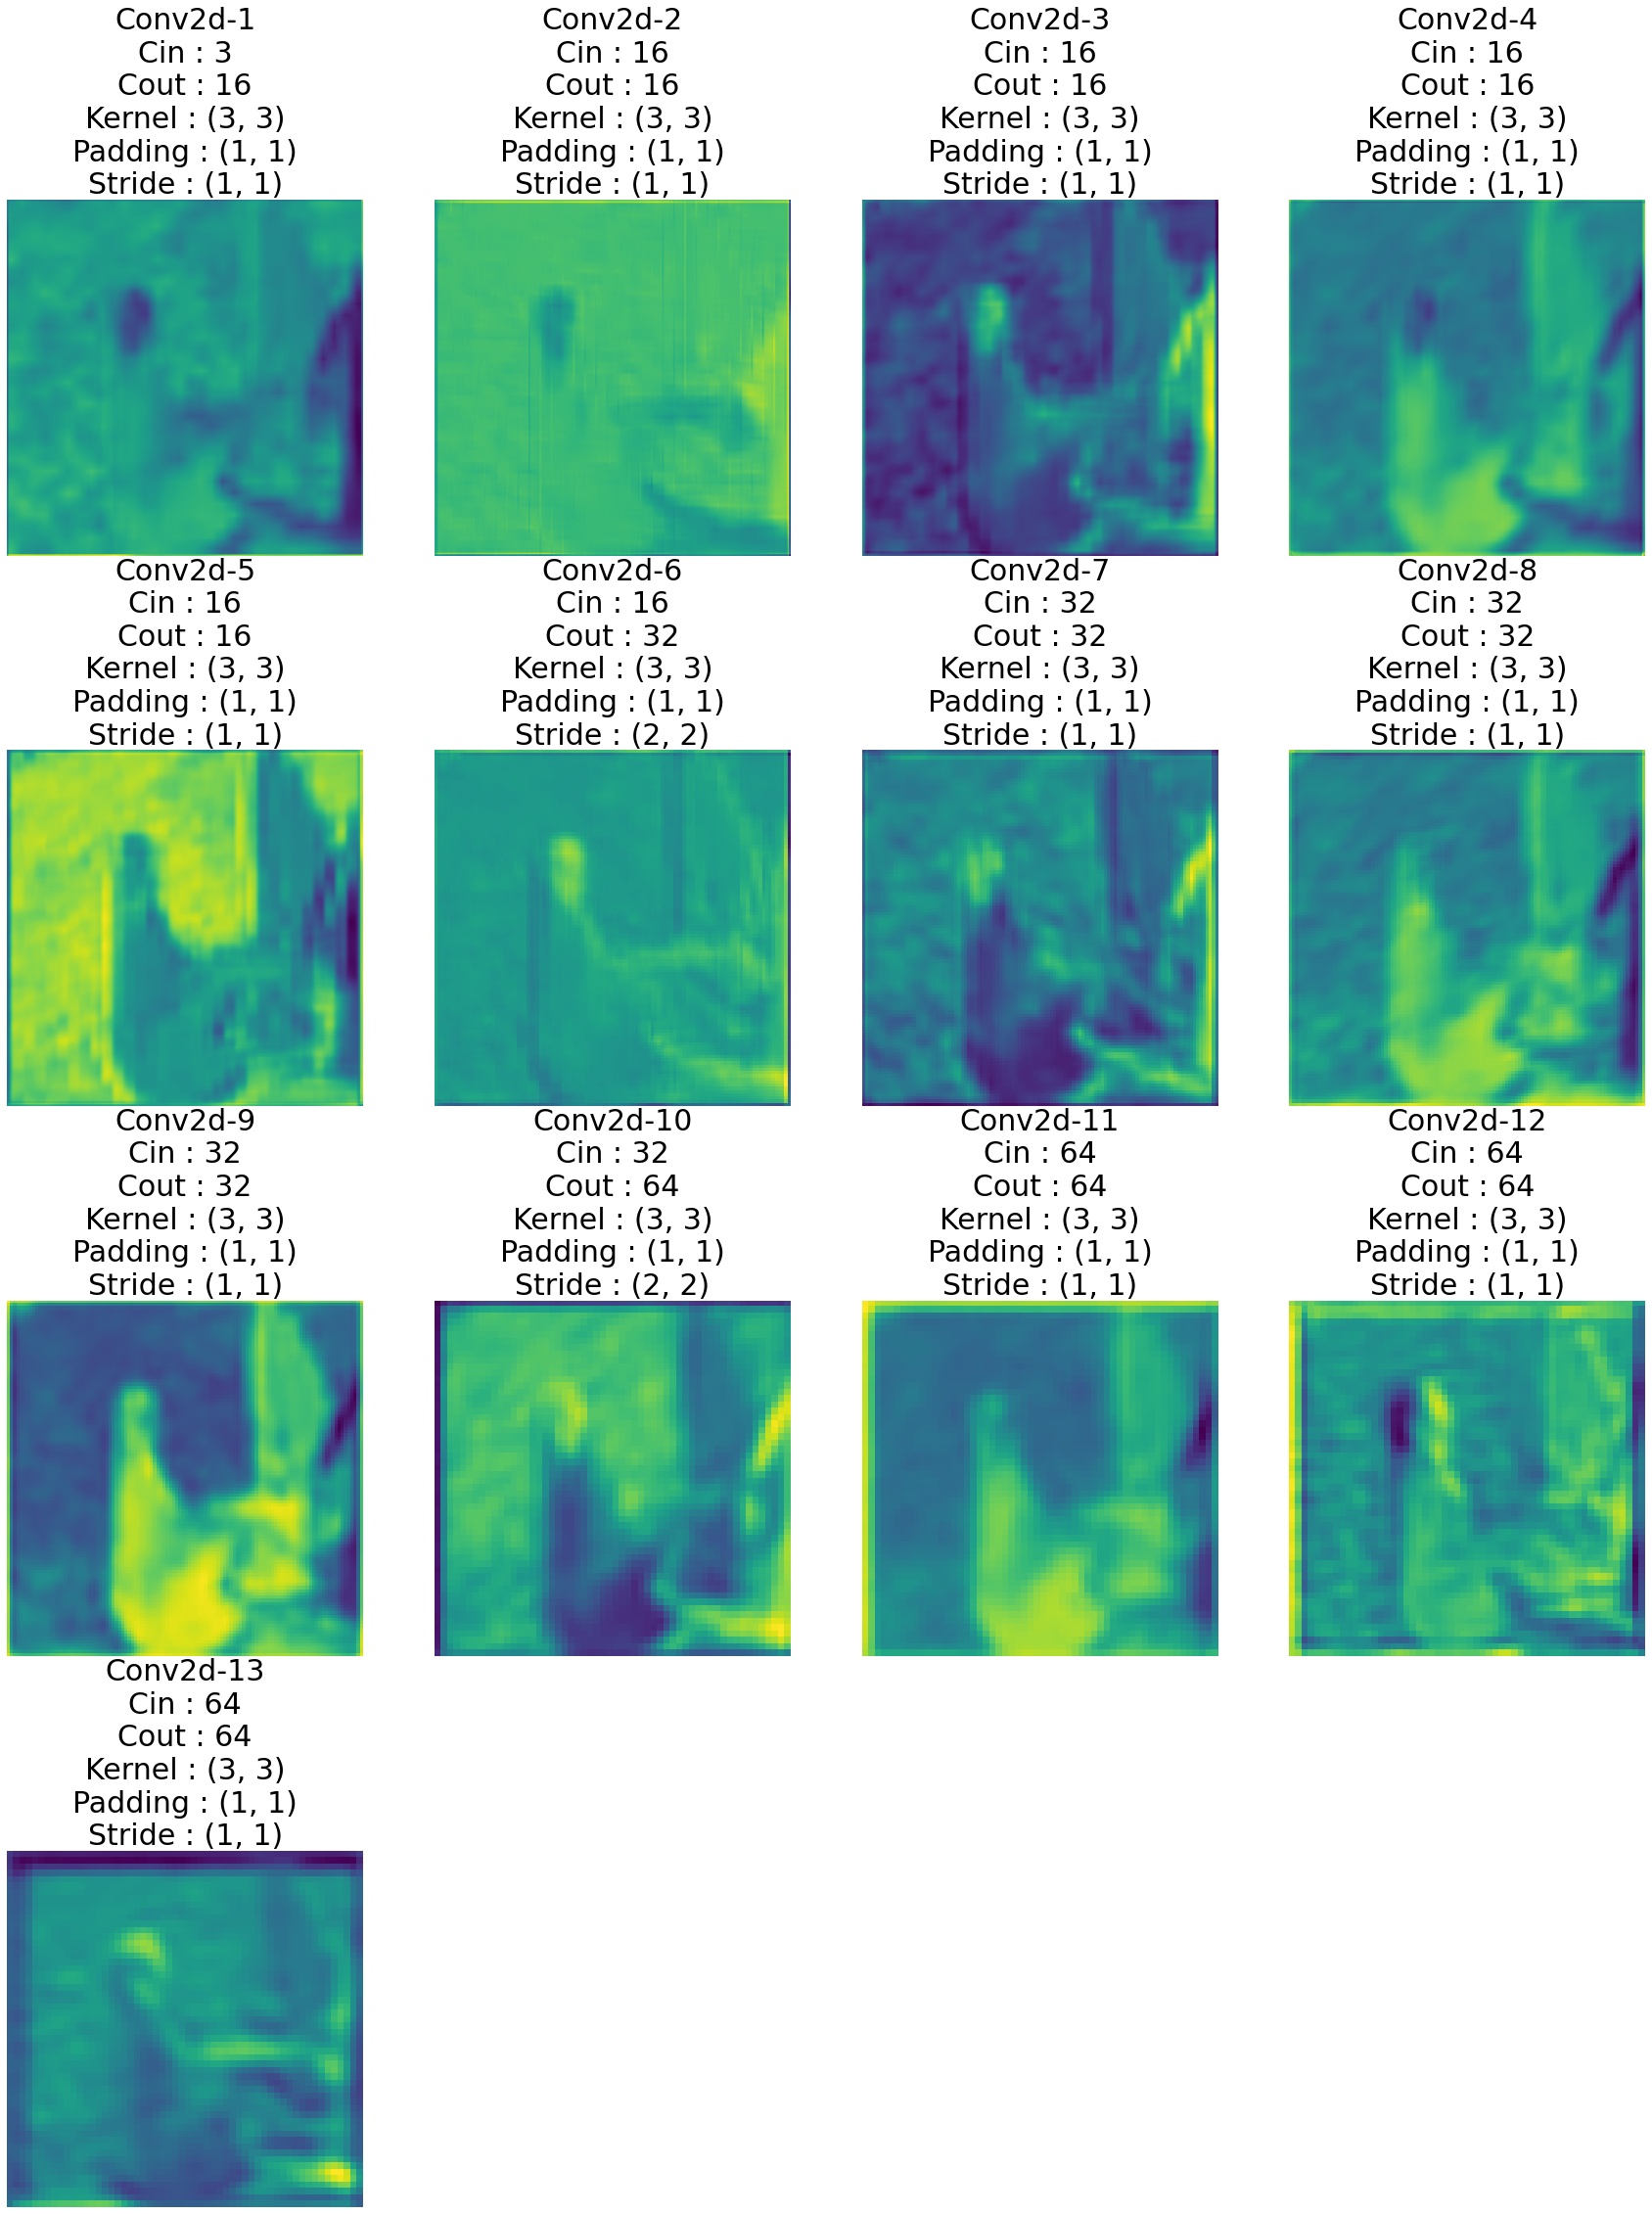 Conv2d-1
Cin : 3
Cout : 16
Kernel : (3, 3)
Padding : (1, 1)
Stride : (1, 1)
Conv2d-2
Cin : 16
Cout : 16
Kernel : (3, 3)
Padding : (1, 1)
Stride : (1, 1)
Conv2d-3
Cin : 16
Cout : 16
Kernel : (3, 3)
Padding : (1, 1)
Stride : (1, 1)
Conv2d-4
Cin : 16
Cout : 16
Kernel : (3, 3)
Padding : (1, 1)
Stride : (1, 1)
Conv2d-5
Cin : 16
Cout : 16
Kernel : (3, 3)
Padding : (1, 1)
Stride : (1, 1)
Conv2d-6
Cin : 16
Cout : 32
Kernel : (3, 3)
Padding : (1, 1)
Stride : (2, 2)
Conv2d-7
Cin : 32
Cout : 32
Kernel : (3, 3)
Padding : (1, 1)
Stride : (1, 1)
Conv2d-8
Cin : 32
Cout : 32
Kernel : (3, 3)
Padding : (1, 1)
Stride : (1, 1)
Conv2d-9
Cin : 32
Cout : 32
Kernel : (3, 3)
Padding : (1, 1)
Stride : (1, 1)
Conv2d-10
Cin : 32
Cout : 64
Kernel : (3, 3)
Padding : (1, 1)
Stride : (2, 2)
Conv2d-11
Cin : 64
Cout : 64
Kernel : (3, 3)
Padding : (1, 1)
Stride : (1, 1)
Conv2d-12
Cin : 64
Cout : 64
Kernel : (3, 3)
Padding : (1, 1)
Stride : (1, 1)
Conv2d-13
Cin : 64
Cout : 64
Kernel : (3, 3)
Padding : (1, 1)
Stride : (1, 1)